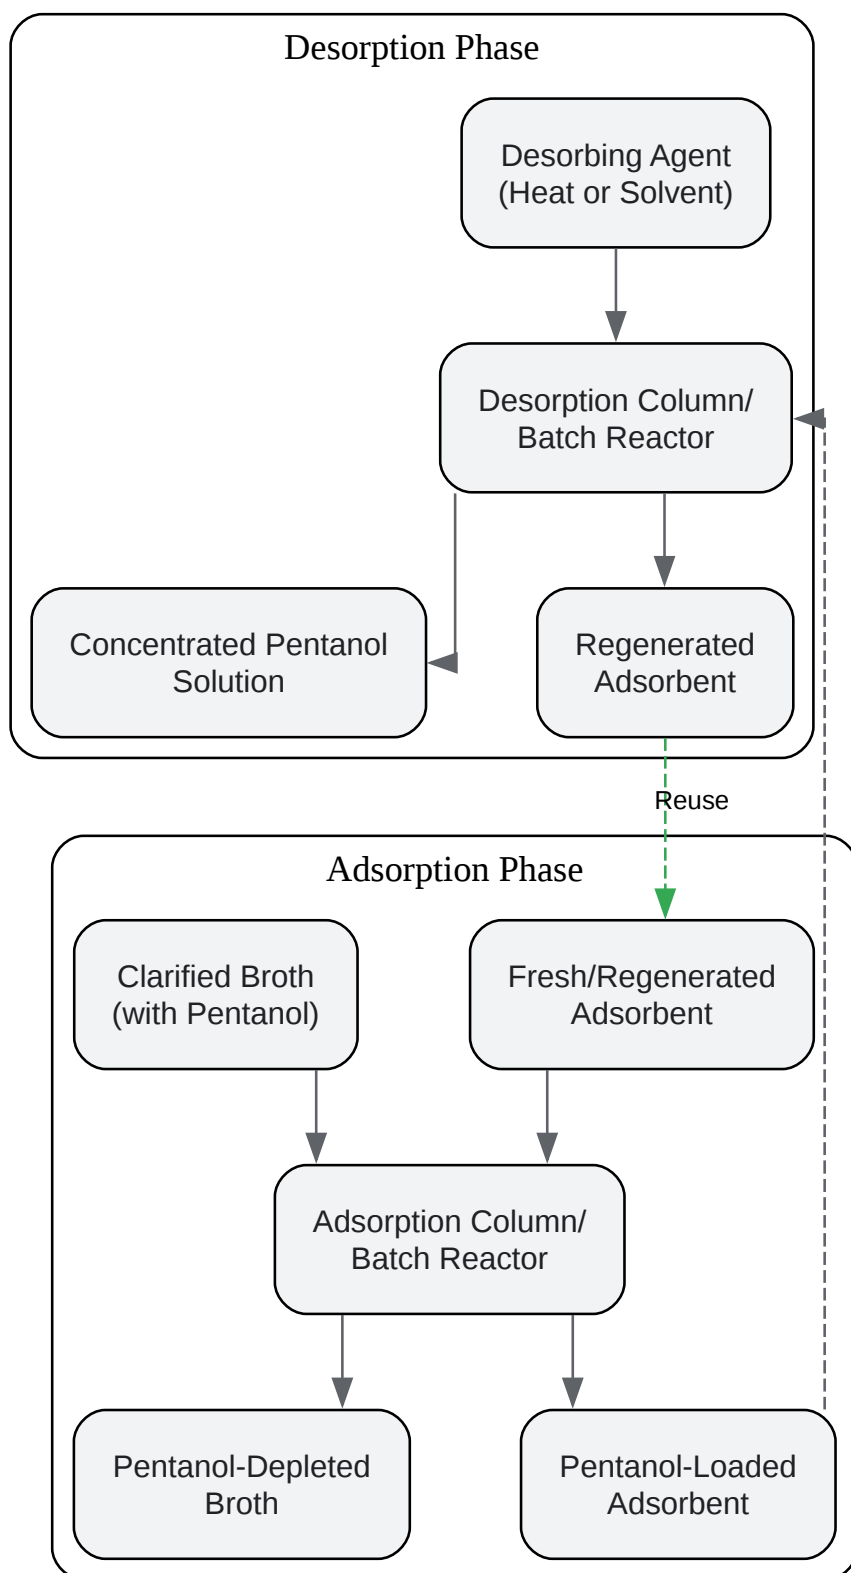 Desorption Phase
Desorbing Agent
(Heat or Solvent)
Desorption Column/
Batch Reactor
Concentrated Pentanol
Solution
Regenerated
Adsorbent
Reuse
Adsorption Phase
Clarified Broth
(with Pentanol)
Fresh/Regenerated
Adsorbent
Adsorption Column/
Batch Reactor
Pentanol-Depleted
Broth
Pentanol-Loaded
Adsorbent